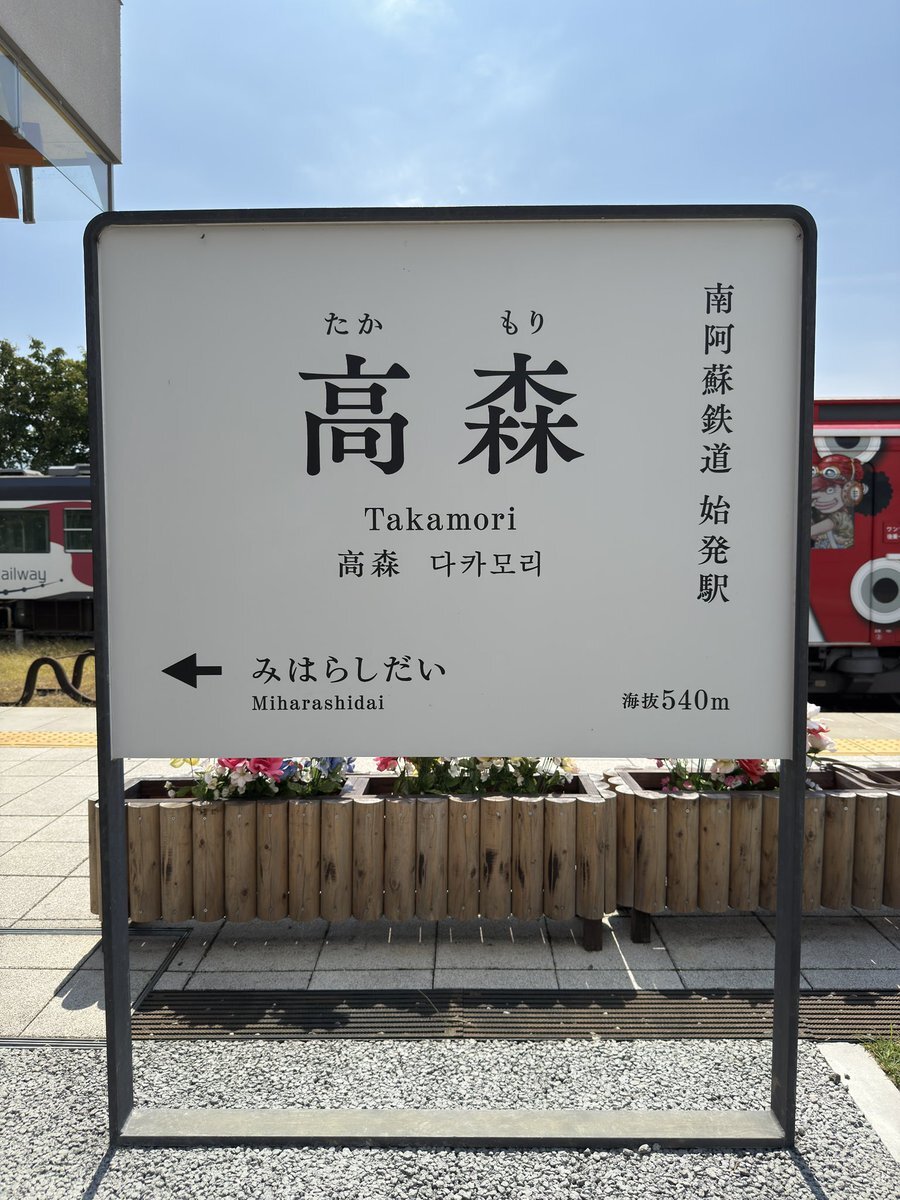 南阿蘇鉄道 始発駅
たか もり
高森
Takamori
高森 다카모리
みはらしだい
Miharashidai
海抜540m
ailway